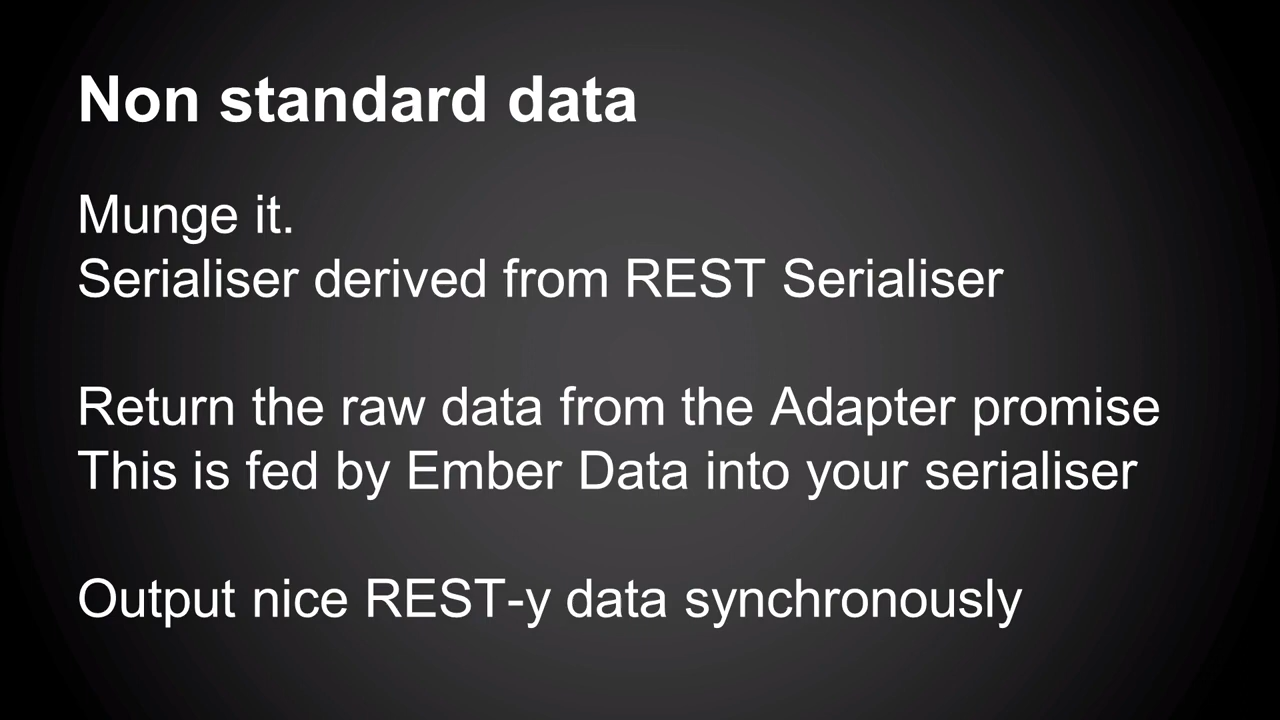 Non standard data
Munge it.
Serialiser derived from REST Serialiser
Return the raw data from the Adapter promise
This is fed by Ember Data into your serialiser
Output nice REST-y data synchronously